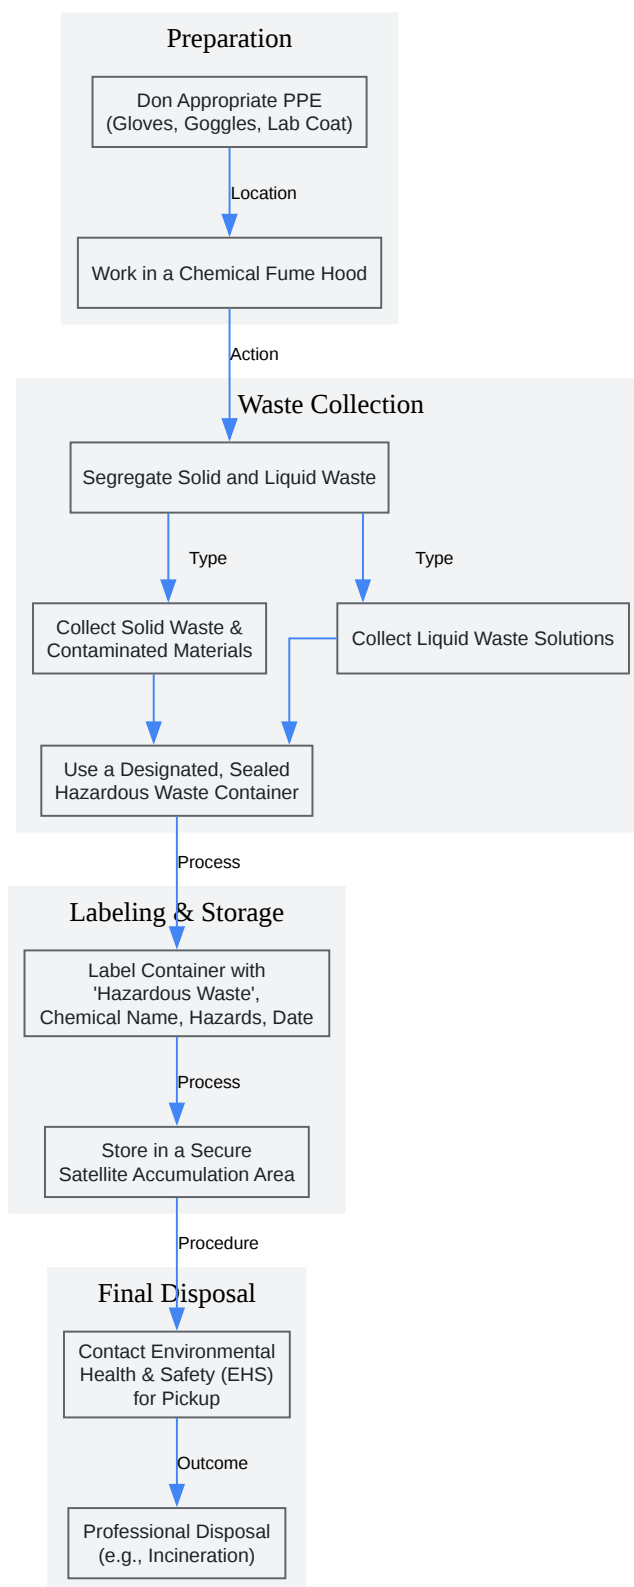 Preparation
Don Appropriate PPE
(Gloves, Goggles, Lab Coat)
Location
Work in a Chemical Fume Hood
Action
Waste Collection
Segregate Solid and Liquid Waste
Type
Type
Collect Solid Waste &
Contaminated Materials
Collect Liquid Waste Solutions
Use a Designated, Sealed
Hazardous Waste Container
Process
Labeling & Storage
Label Container with
'Hazardous Waste',
Chemical Name, Hazards, Date
Process
Store in a Secure
Satellite Accumulation Area
Procedure
Final Disposal
Contact Environmental
Health & Safety (EHS)
for Pickup
Outcome
Professional Disposal
(e.g., Incineration)